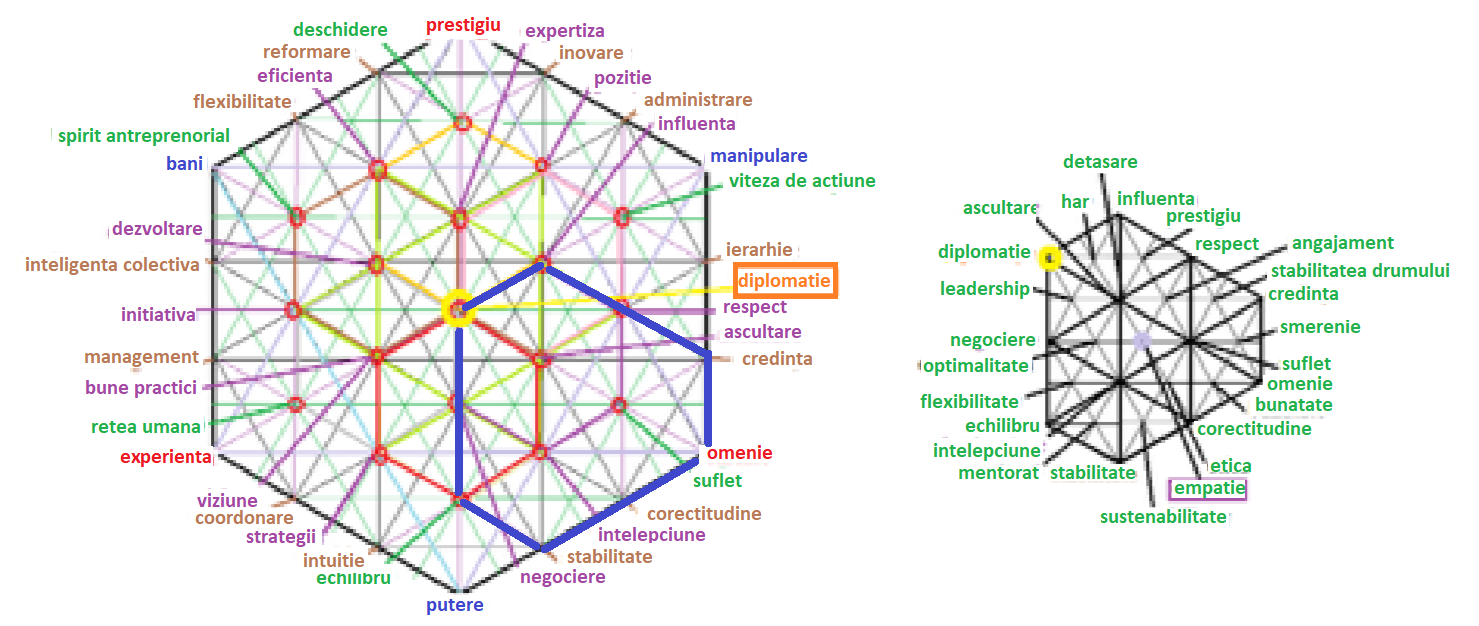 prestigiu
deschidere
expertiza
reformare
inovare
eficienta
pozitie
flexibilitate
administrare
influenta
spirit antreprenorial
bani
manipulare
viteza de actiune
dezvoltare
ierarhie
inteligenta colectiva
diplomatie
initiativa
respect
ascultare
management
credinta
bune practici
retea umana
experienta
omenie
suflet
viziune
coordonare
corectitudine
strategii
intelepciune
intuitie
stabilitate
echilibru
negociere
putere
detasare
har
influenta
ascultare
prestigiu
diplomatie
respect
angajament
stabilitatea drumului
leadership
credinta
negociere
smerenie
optimalitate
suflet
omenie
flexibilitate
bunatate
echilibru
corectitudine
intelepciune
mentorat
stabilitate
etica
empatie
sustenabilitate